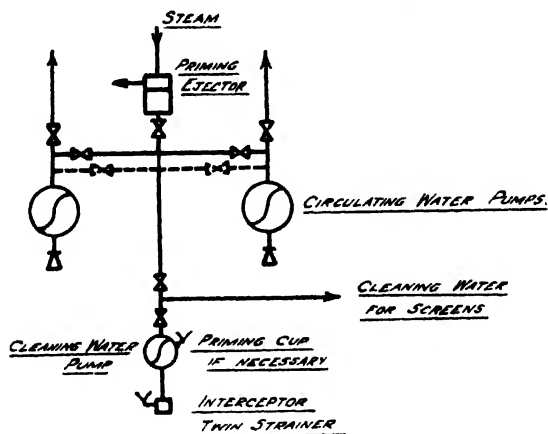 STEAM
PRIMING
EJECTOR
CIRCULATING WATER PUMPS.
CLEANING WATER
FOR SCREENS
CLEANING WATER
PUMP
PRIMING CUP
IF NECESSARY
INTERCEPTOR
TWIN STRAINER